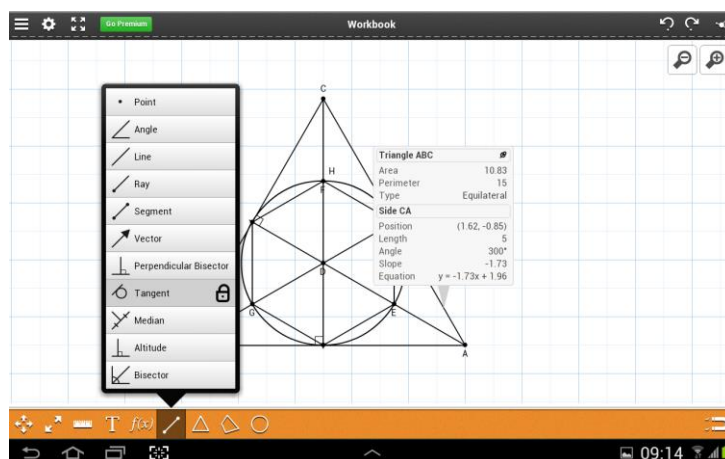 Go Premium
Workbook
Point
Angle
Line
Ray
Segment
Vector
Perpendicular Bisector
Tangent
Median
Altitude
Bisector
C
H
F
D
G
E
A
Triangle ABC
Area 10.83
Perimeter 15
Type Equilateral
Side CA
Position (1.62, -0.85)
Length 5
Angle 300°
Slope -1.73
Equation y = -1.73x + 1.96
T f(x)
09:14